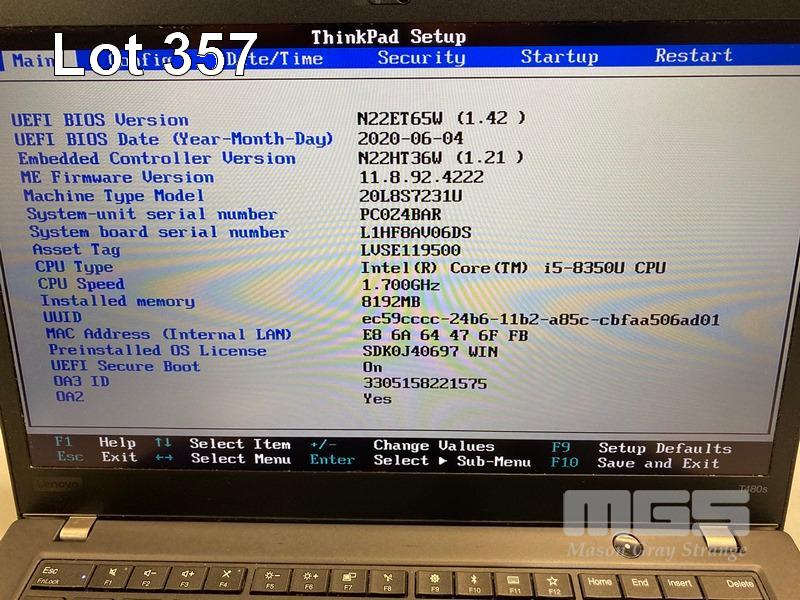 Lot 357
ThinkPad Setup
Main Config Date/Time Security Startup Restart
UEFI BIOS Version N22ET65W (1.42 )
UEFI BIOS Date (Year-Month-Day) 2020-06-04
Embedded Controller Version N22HT36W (1.21 )
ME Firmware Version 11.8.92.4222
Machine Type Model 20L8S7231U
System-unit serial number PC0Z4BAR
System board serial number L1HF8AV06DS
Asset Tag LVSE119500
CPU Type Intel(R) Core(TM) i5-8350U CPU
CPU Speed 1.700GHz
Installed memory 8192MB
UUID ec59cccc-24b6-11b2-a85c-cbfaa506ad01
MAC Address (Internal LAN) E8 6A 64 47 6F FB
Preinstalled OS License SDK0J40697 WIN
UEFI Secure Boot On
OA3 ID 3305158221575
OA2 Yes
F1 Help ↑↓ Select Item +/- Change Values F9 Setup Defaults
Esc Exit ←→ Select Menu Enter Select ▶ Sub-Menu F10 Save and Exit
Lenovo
T480s
MGS
Mason Gray Strange
Esc Home End Insert Delete
FnLock F1 F2 F3 F4 F5 F6 F7 F8 F9 F10 F11 F12